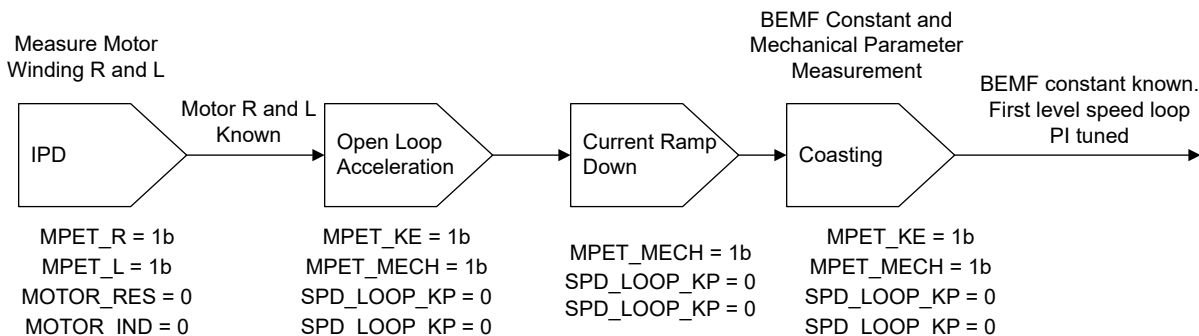 Measure Motor
Winding R and L
IPD
MPET_R = 1b
MPET_L = 1b
MOTOR_RES = 0
MOTOR_IND = 0
Motor R and L
Known
Open Loop
Acceleration
MPET_KE = 1b
MPET_MECH = 1b
SPD_LOOP_KP = 0
SPD_LOOP_KP = 0
Current Ramp
Down
MPET_MECH = 1b
SPD_LOOP_KP = 0
SPD_LOOP_KP = 0
BEMF Constant and
Mechanical Parameter
Measurement
Coasting
MPET_KE = 1b
MPET_MECH = 1b
SPD_LOOP_KP = 0
SPD_LOOP_KP = 0
BEMF constant known.
First level speed loop
PI tuned